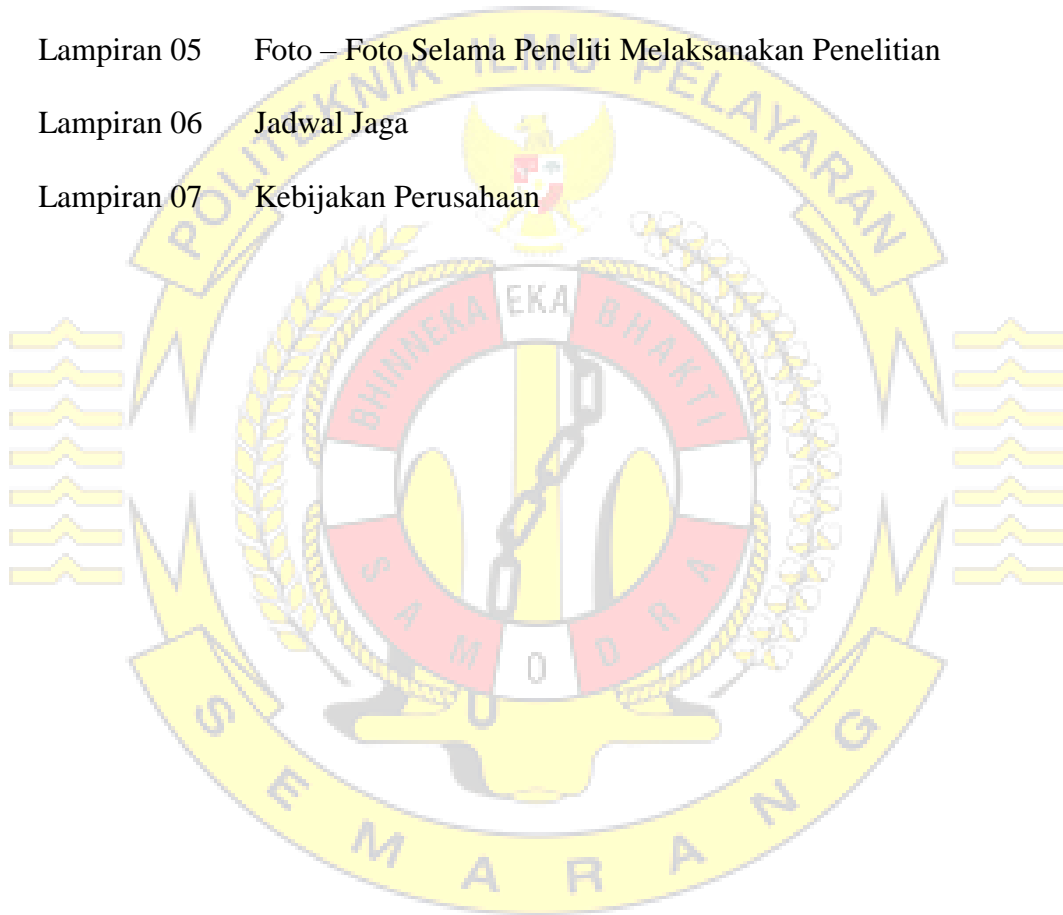 Lampiran 05 Foto – Foto Selama Peneliti Melaksanakan Penelitian
Lampiran 06 Jadwal Jaga
Lampiran 07 Kebijakan Perusahaan
POLITEKNIK ILMU PELAYARAN
BHINNEKA EKA BHAKTI
SAMODRA
SEMARANG